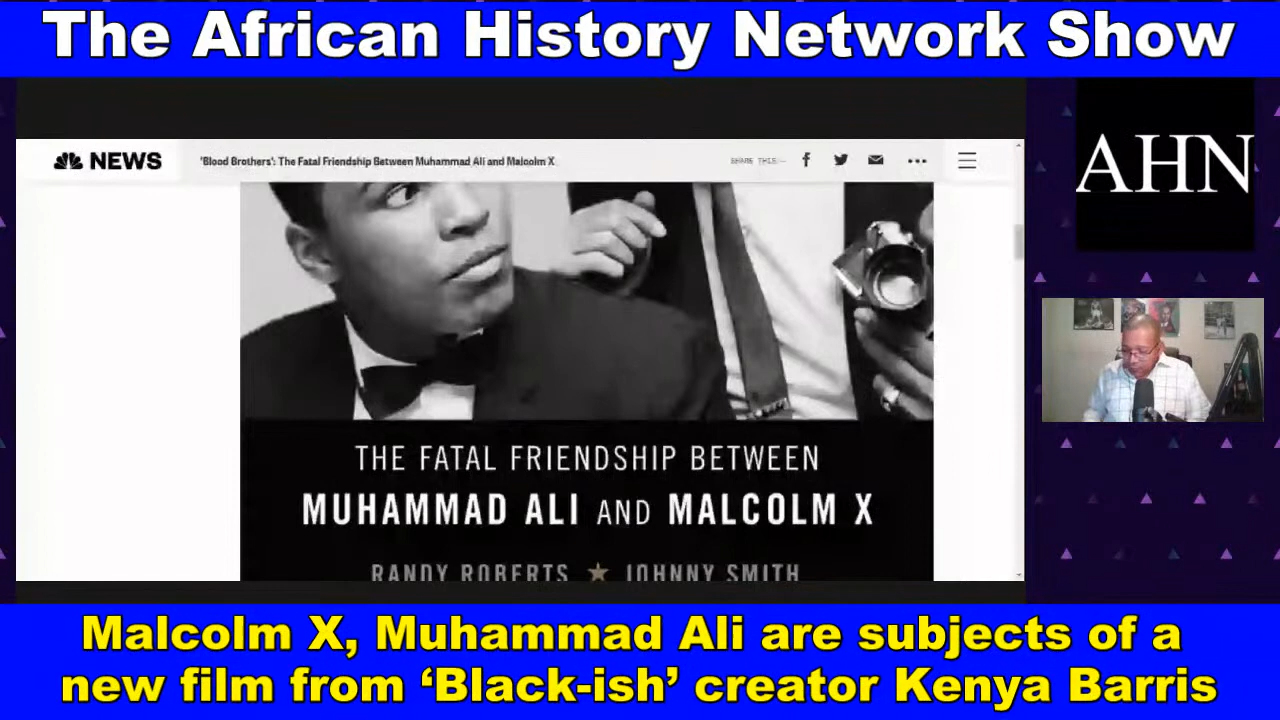 The African History Network Show
NEWS
'Blood Brothers': The Fatal Friendship Between Muhammad Ali and Malcolm X
SHARE THIS —
AHN
THE FATAL FRIENDSHIP BETWEEN
MUHAMMAD ALI AND MALCOLM X
RANDY ROBERTS ★ JOHNNY SMITH
Malcolm X, Muhammad Ali are subjects of a
new film from ‘Black-ish’ creator Kenya Barris